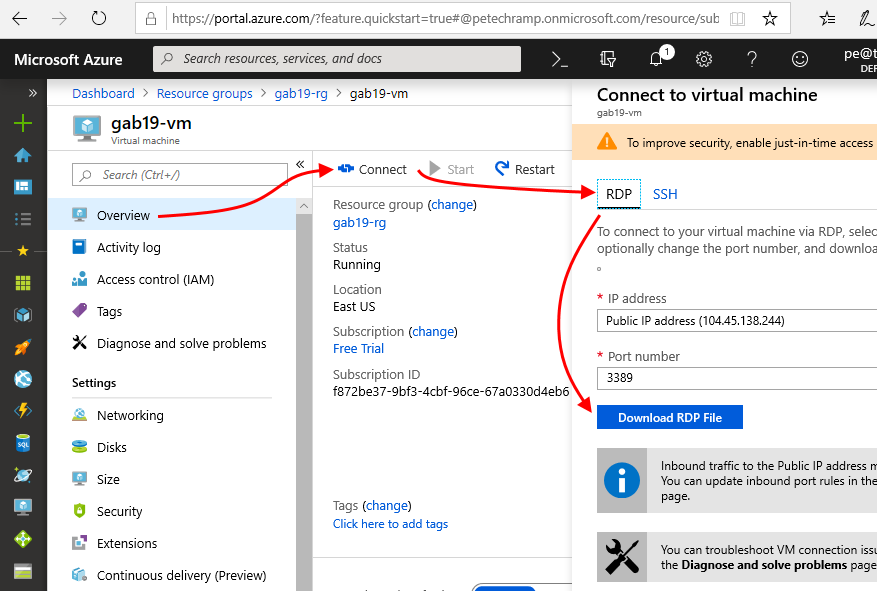 https://portal.azure.com/?feature.quickstart=true#@petechramp.onmicrosoft.com/resource/sub
Microsoft Azure
Search resources, services, and docs
1
pe@t
DEF
Dashboard > Resource groups > gab19-rg > gab19-vm
gab19-vm
Virtual machine
Search (Ctrl+/)
Overview
Activity log
Access control (IAM)
Tags
Diagnose and solve problems
Settings
Networking
Disks
Size
Security
Extensions
Continuous delivery (Preview)
Connect
Start
Restart
Resource group (change)
gab19-rg
Status
Running
Location
East US
Subscription (change)
Free Trial
Subscription ID
f872be37-9bf3-4cbf-96ce-67a0330d4eb6
Tags (change)
Click here to add tags
Connect to virtual machine
gab19-vm
To improve security, enable just-in-time access
RDP
SSH
To connect to your virtual machine via RDP, selec
optionally change the port number, and downloa
* IP address
Public IP address (104.45.138.244)
* Port number
3389
Download RDP File
Inbound traffic to the Public IP address m
You can update inbound port rules in the
page.
You can troubleshoot VM connection issu
the Diagnose and solve problems page
SQL